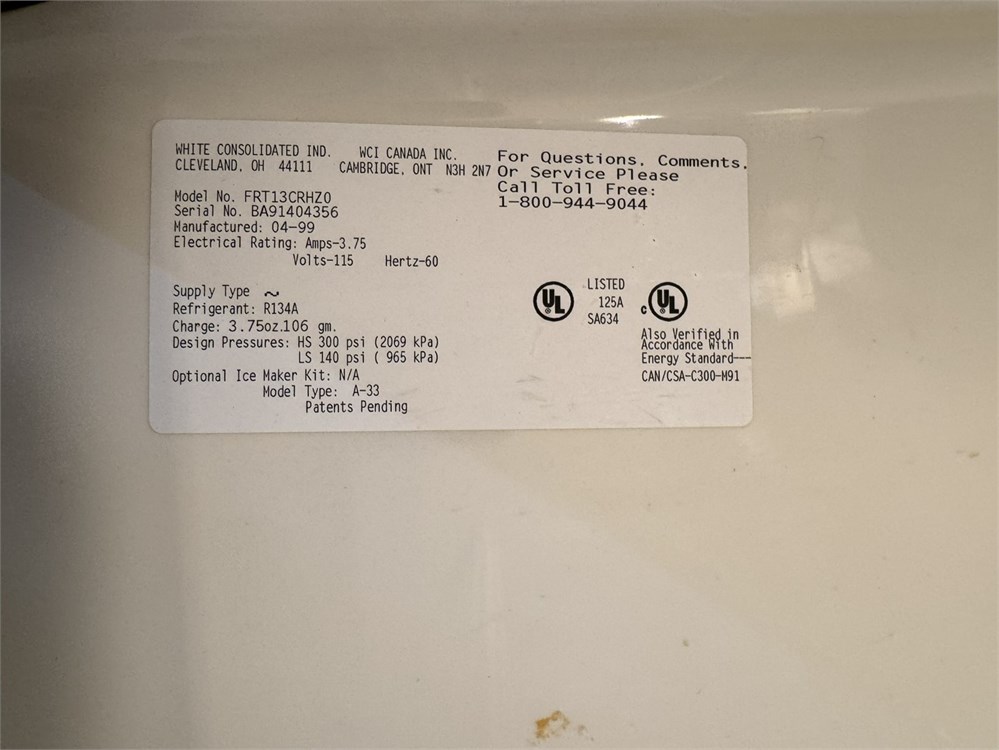 WHITE CONSOLIDATED IND. WCI CANADA INC.
CLEVELAND, OH 44111 CAMBRIDGE, ONT N3H 2N7
For Questions, Comments,
Or Service Please
Call Toll Free:
1-800-944-9044
Model No. FRT13CRHZ0
Serial No. BA91404356
Manufactured: 04-99
Electrical Rating: Amps-3.75
Volts-115 Hertz-60
Supply Type ~
Refrigerant: R134A
Charge: 3.75oz.106 gm.
Design Pressures: HS 300 psi (2069 kPa)
LS 140 psi ( 965 kPa)
Optional Ice Maker Kit: N/A
Model Type: A-33
Patents Pending
UL
LISTED
125A
SA634
c UL
Also Verified in
Accordance With
Energy Standard---
CAN/CSA-C300-M91